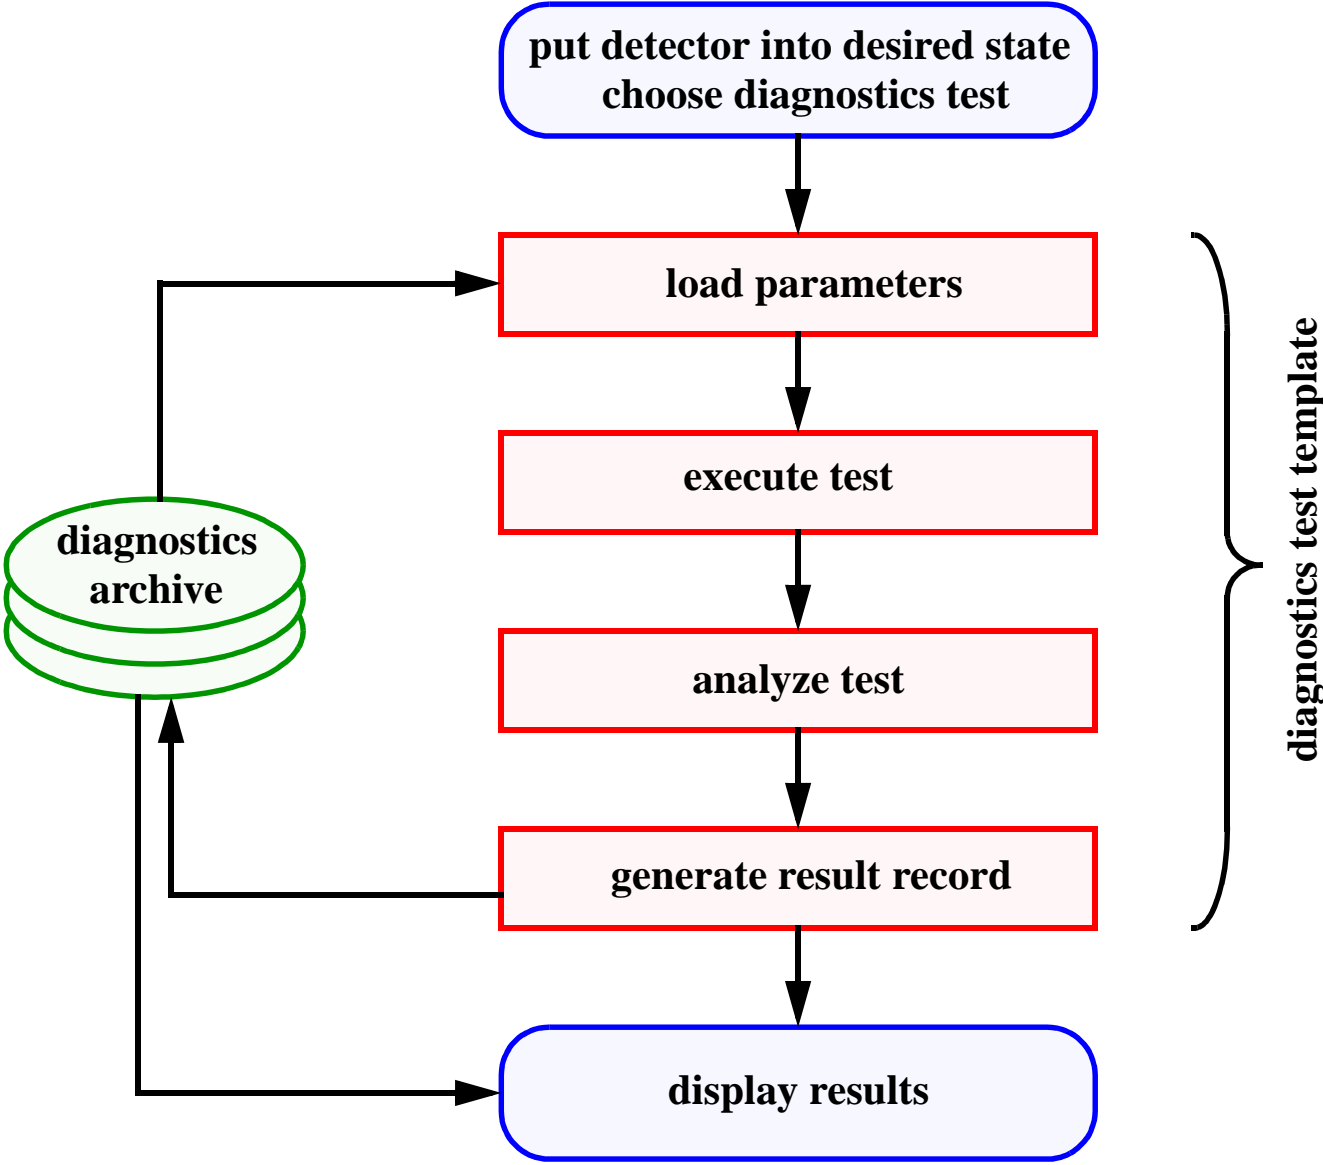 put detector into desired state
choose diagnostics test
load parameters
execute test
diagnostics
archive
analyze test
generate result record
display results
diagnostics test template